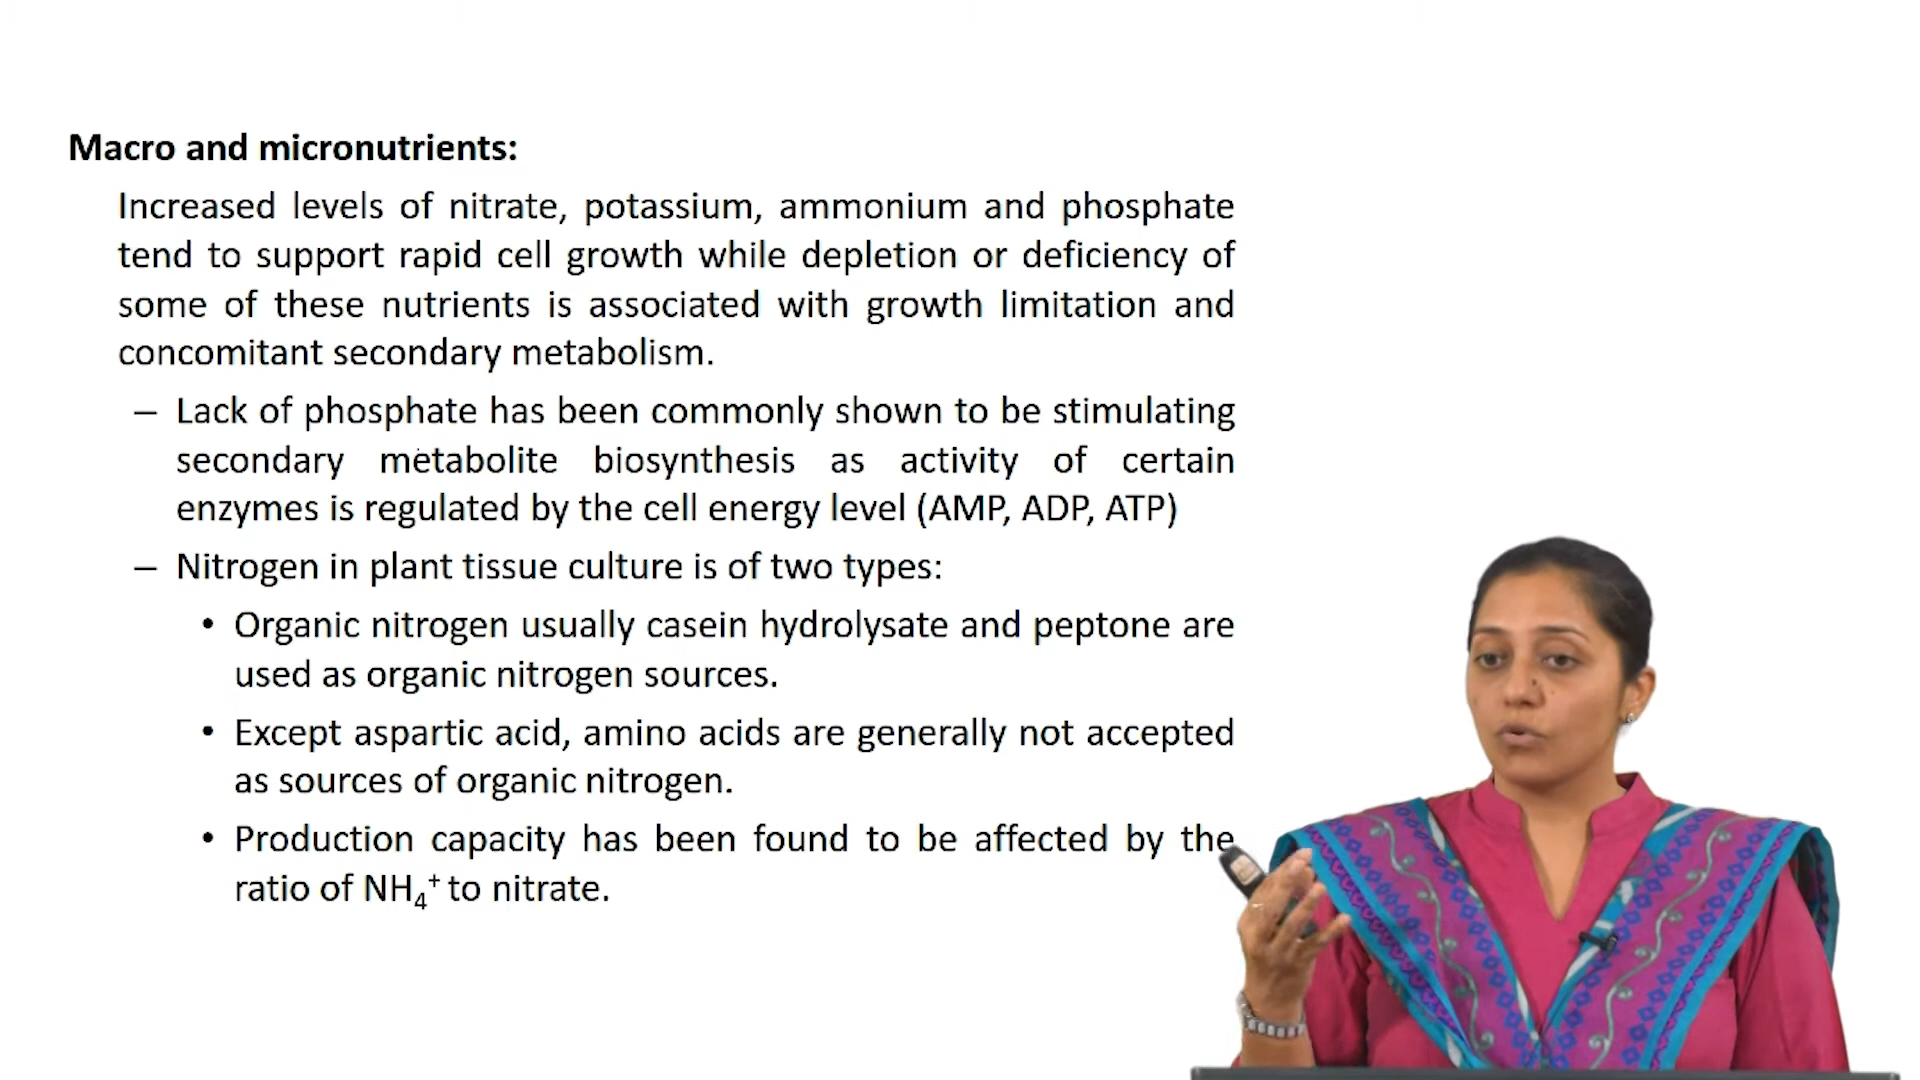 Macro and micronutrients:
Increased levels of nitrate, potassium, ammonium and phosphate
tend to support rapid cell growth while depletion or deficiency of
some of these nutrients is associated with growth limitation and
concomitant secondary metabolism.
– Lack of phosphate has been commonly shown to be stimulating
secondary metabolite biosynthesis as activity of certain
enzymes is regulated by the cell energy level (AMP, ADP, ATP)
– Nitrogen in plant tissue culture is of two types:
• Organic nitrogen usually casein hydrolysate and peptone are
used as organic nitrogen sources.
• Except aspartic acid, amino acids are generally not accepted
as sources of organic nitrogen.
• Production capacity has been found to be affected by the
ratio of NH₄⁺ to nitrate.